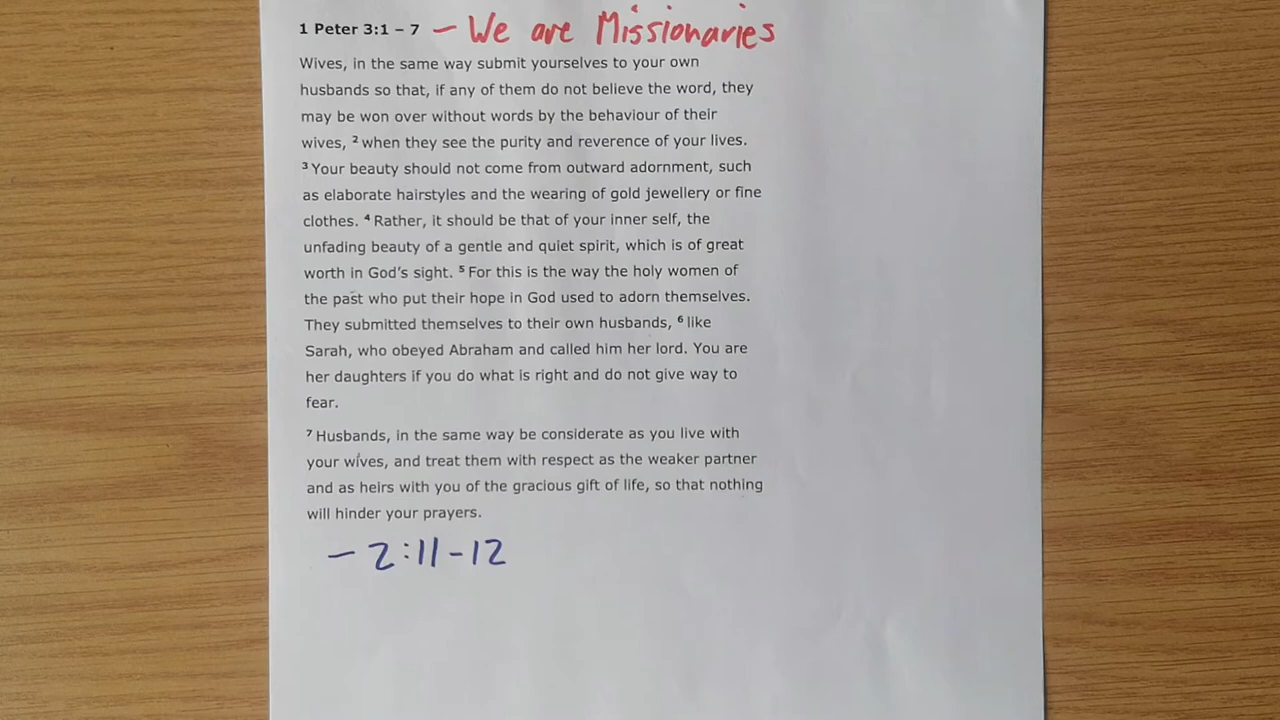 1 Peter 3:1 – 7 – We are Missionaries
Wives, in the same way submit yourselves to your own
husbands so that, if any of them do not believe the word, they
may be won over without words by the behaviour of their
wives, ² when they see the purity and reverence of your lives.
³ Your beauty should not come from outward adornment, such
as elaborate hairstyles and the wearing of gold jewellery or fine
clothes. ⁴ Rather, it should be that of your inner self, the
unfading beauty of a gentle and quiet spirit, which is of great
worth in God's sight. ⁵ For this is the way the holy women of
the past who put their hope in God used to adorn themselves.
They submitted themselves to their own husbands, ⁶ like
Sarah, who obeyed Abraham and called him her lord. You are
her daughters if you do what is right and do not give way to
fear.
⁷ Husbands, in the same way be considerate as you live with
your wives, and treat them with respect as the weaker partner
and as heirs with you of the gracious gift of life, so that nothing
will hinder your prayers.
– 2:11-12